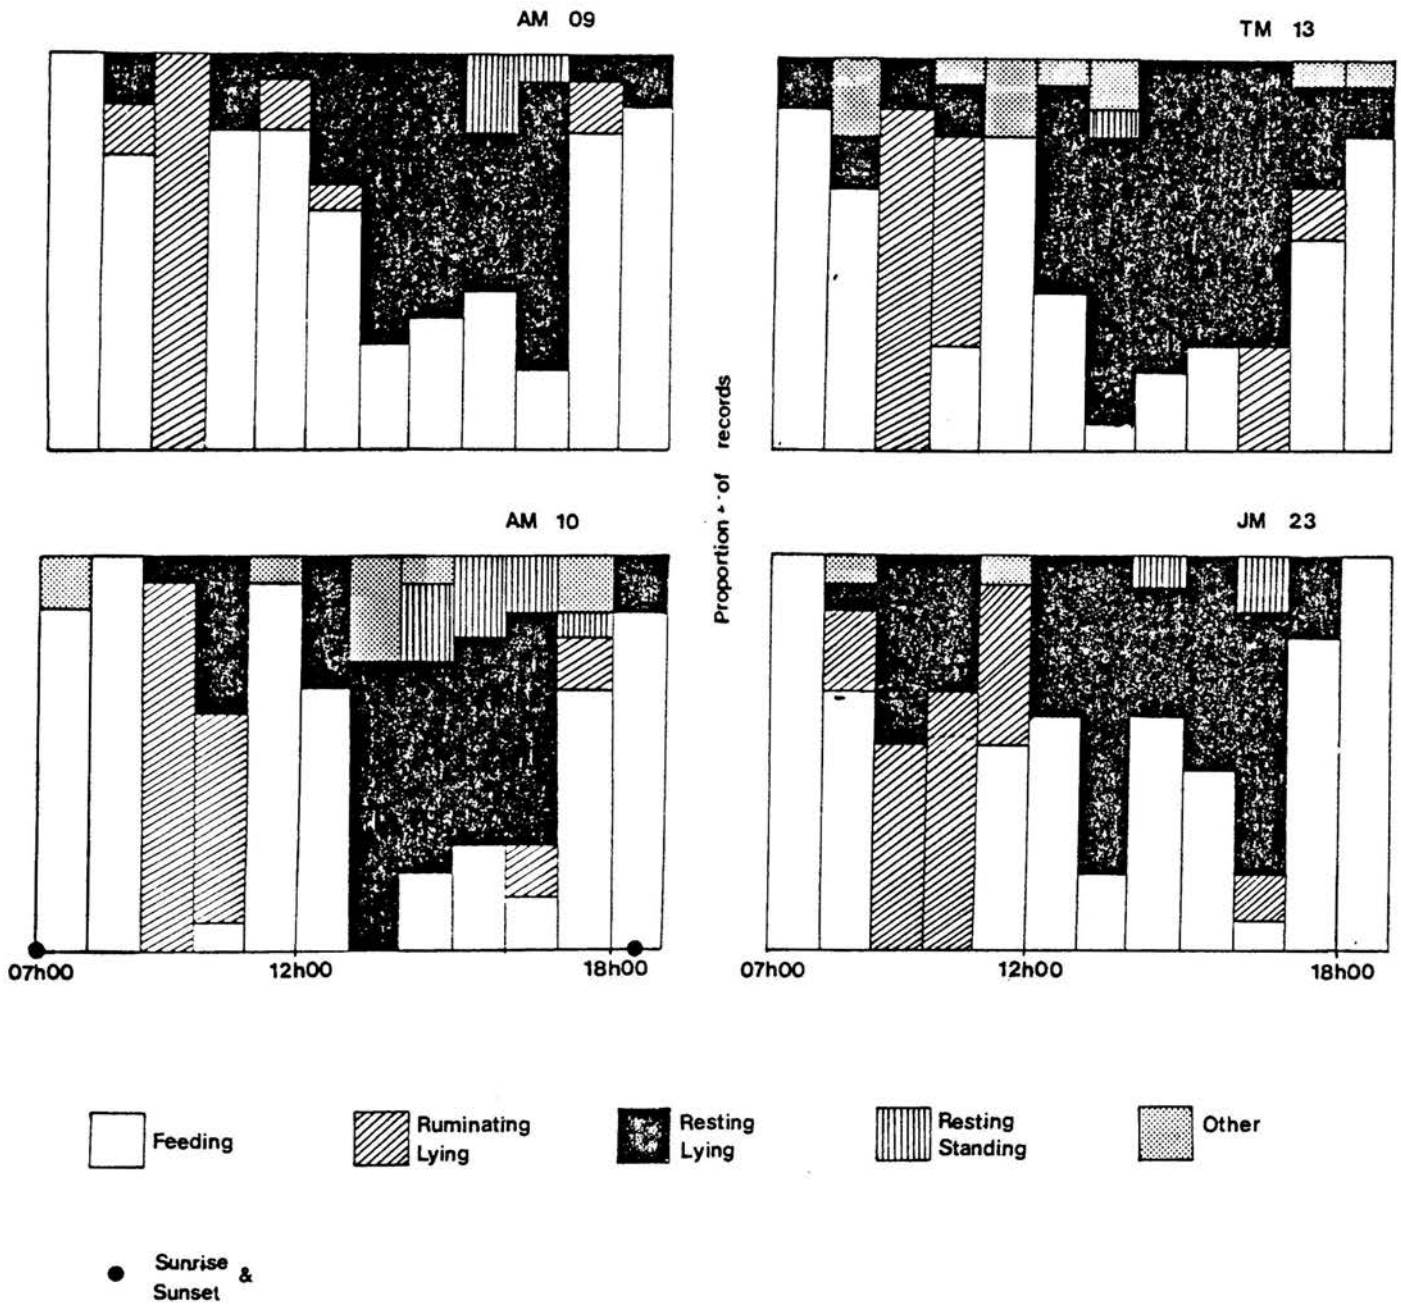 AM 09
TM 13
Proportion of records
AM 10
JM 23
07h00 12h00 18h00
07h00 12h00 18h00
Feeding
Ruminating
Lying
Resting
Lying
Resting
Standing
Other
Sunrise &
Sunset